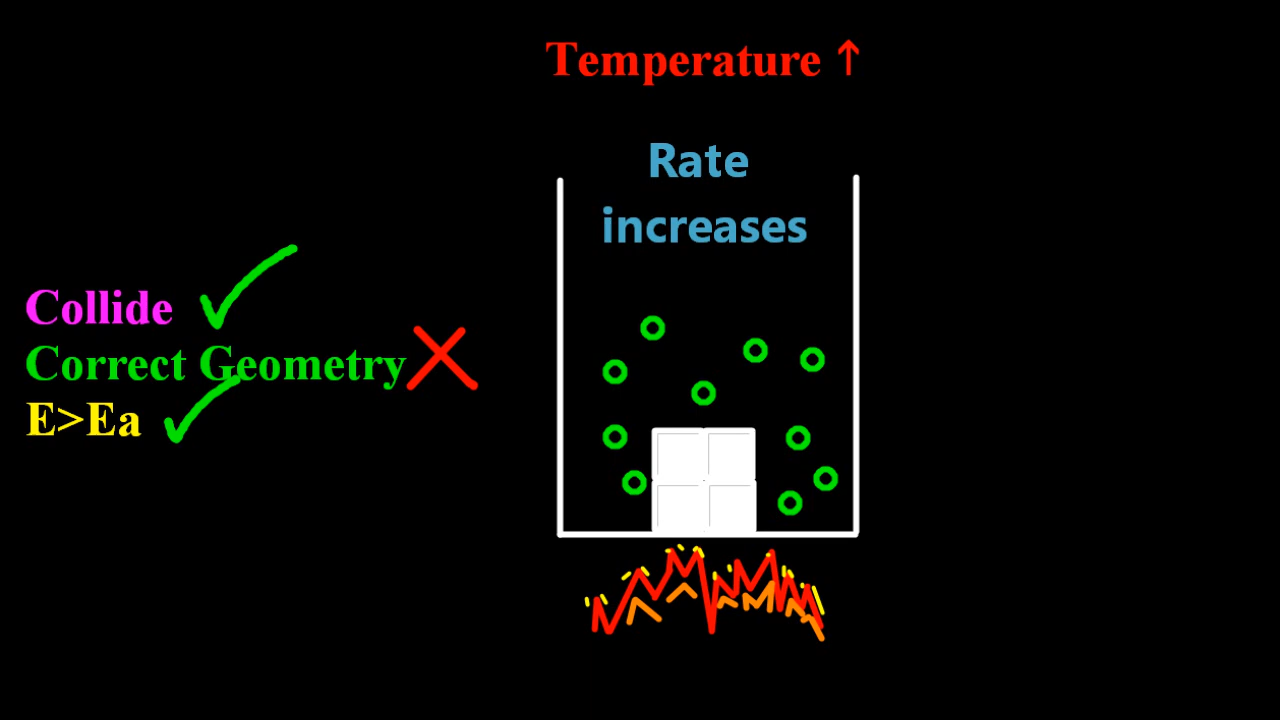 Temperature ↑
Rate
increases
Collide
Correct Geometry
E>Ea